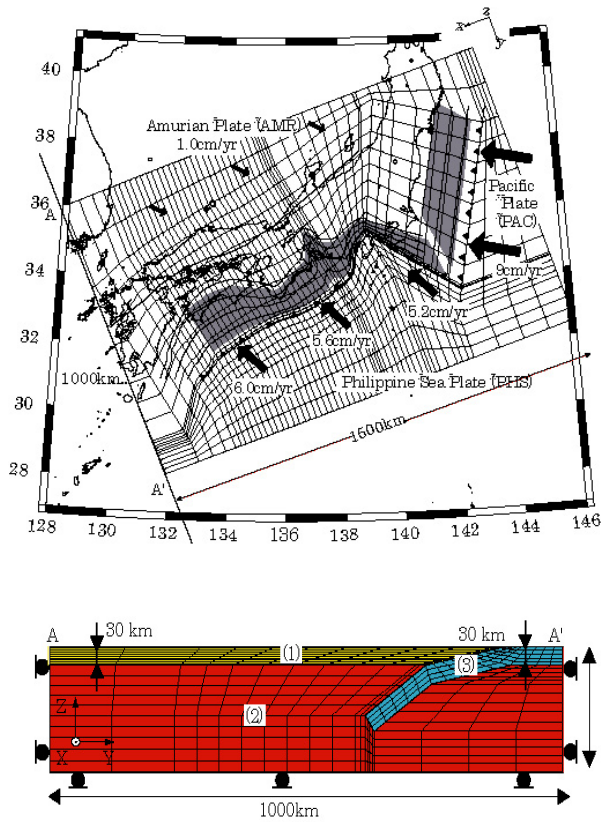 z
x
y
40
38
36
34
32
30
28
Amurian Plate (AMR)
1.0cm/yr
A
Pacific
Plate
(PAC)
9cm/yr
5.2cm/yr
5.6cm/yr
6.0cm/yr
1000km
Philippine Sea Plate (PHS)
1600km
A'
128 130 132 134 136 138 140 142 144 146
A 30 km 30 km A'
(1)
(3)
(2)
Z
X Y
1000km